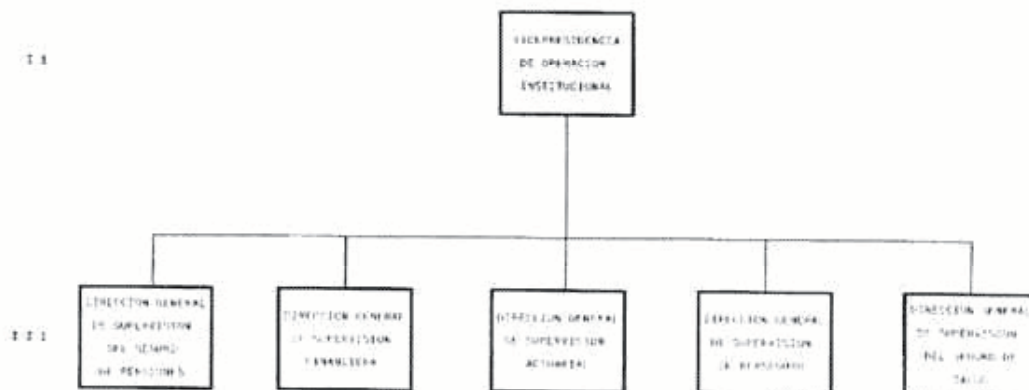 II
VICEPRESIDENCIA
DE OPERACION
INSTITUCIONAL
III
DIRECCION GENERAL
DE SUPERVISION
DEL SEGURO
DE PENSIONES
DIRECCION GENERAL
DE SUPERVISION
FINANCIERA
DIRECCION GENERAL
DE SUPERVISION
ACTUARIAL
DIRECCION GENERAL
DE SUPERVISION
DE REASEGURO
DIRECCION GENERAL
DE SUPERVISION
DEL SEGURO DE
SALUD